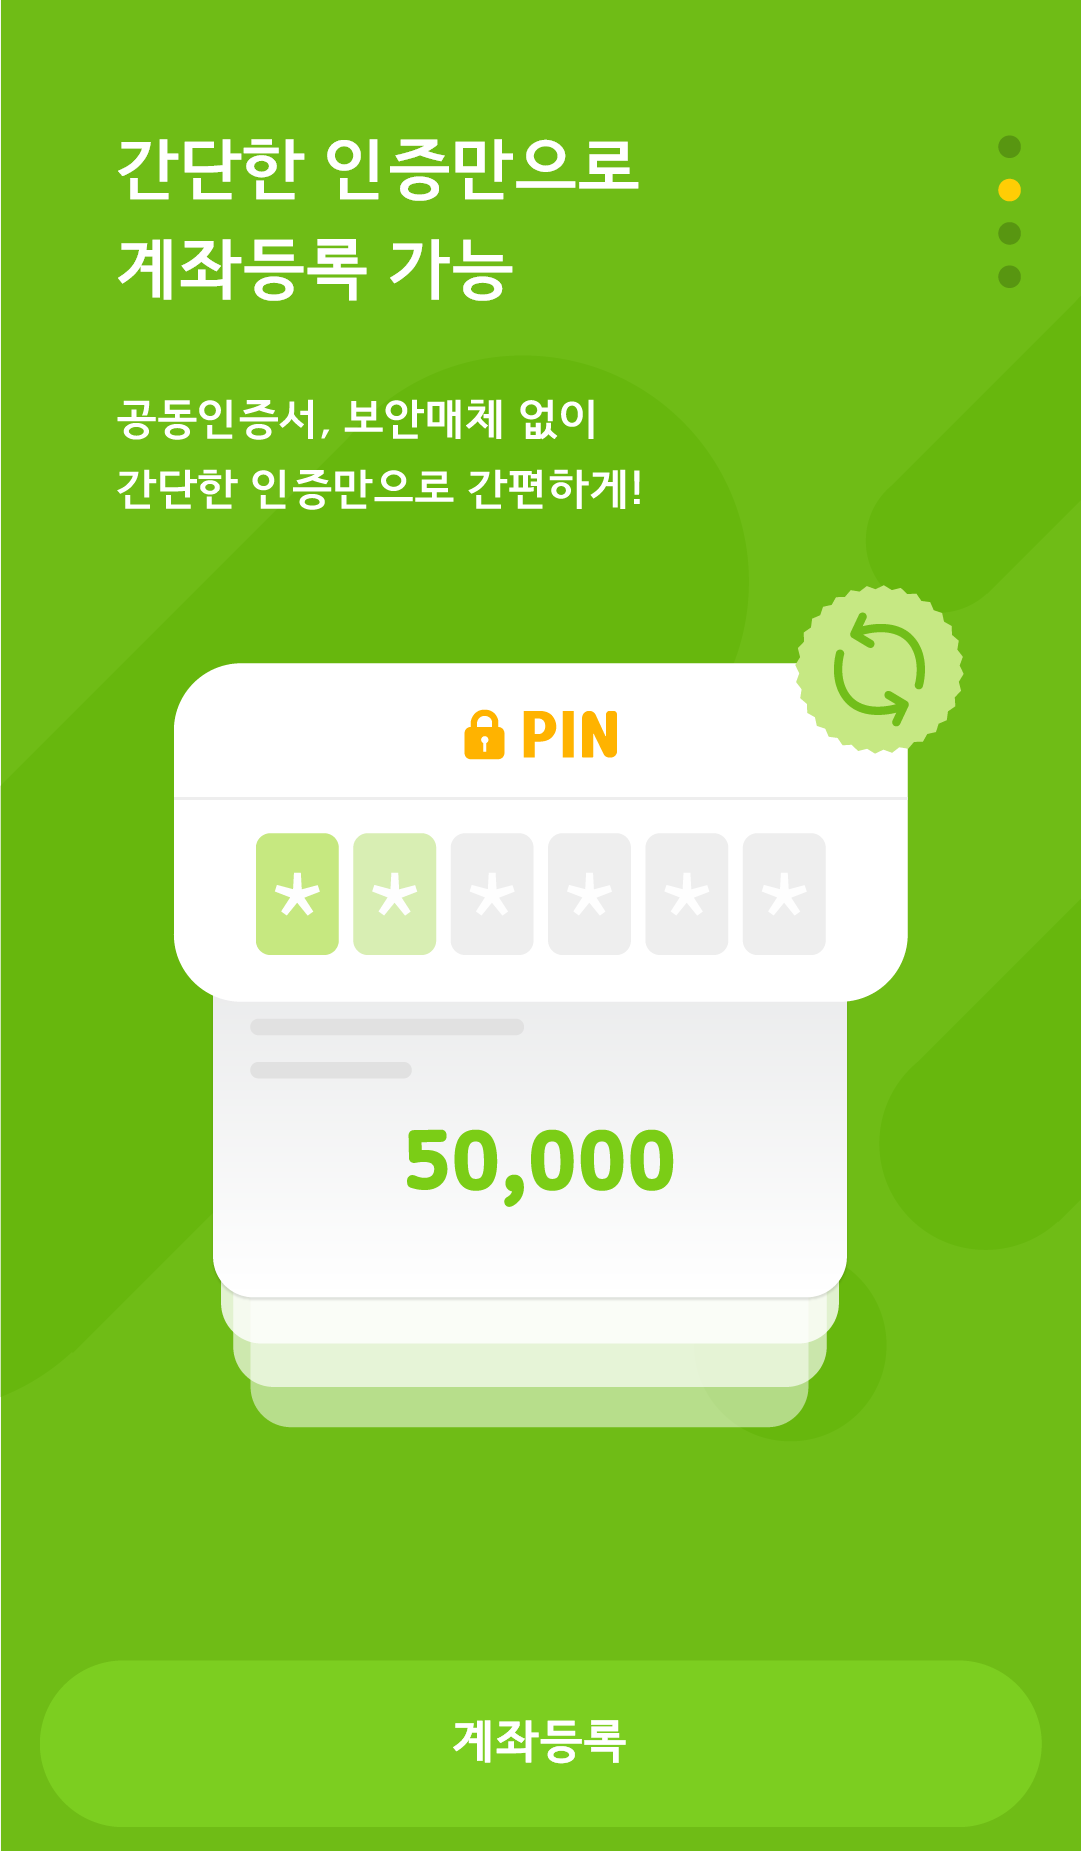 간단한 인증만으로
계좌등록 가능
공동인증서, 보안매체 없이
간단한 인증만으로 간편하게!
PIN
* * * * * *
50,000
계좌등록